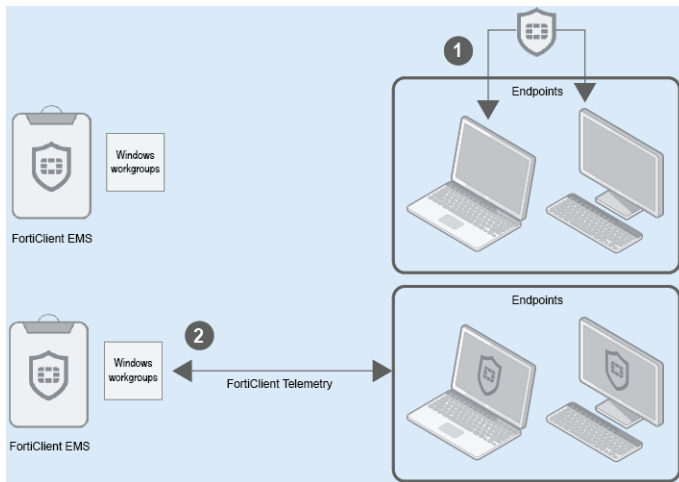 1
Endpoints
Windows
workgroups
FortiClient EMS
Endpoints
2
Windows
workgroups
FortiClient Telemetry
FortiClient EMS